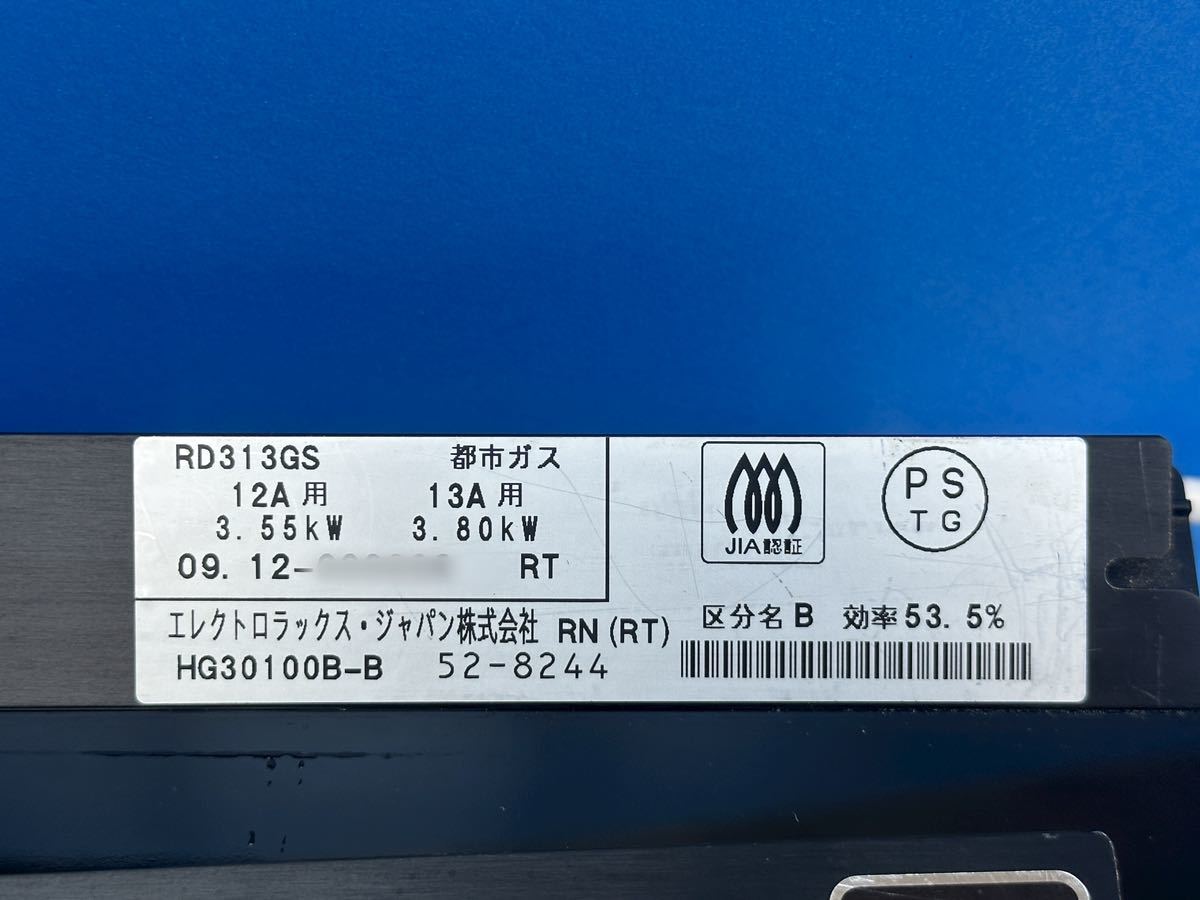 RD313GS 都市ガス
12A用 13A用
3.55kW 3.80kW
09.12- RT
エレクトロラックス・ジャパン株式会社 RN(RT)
HG30100B-B 52-8244
JIA認証
PS
TG
区分名B 効率53.5%